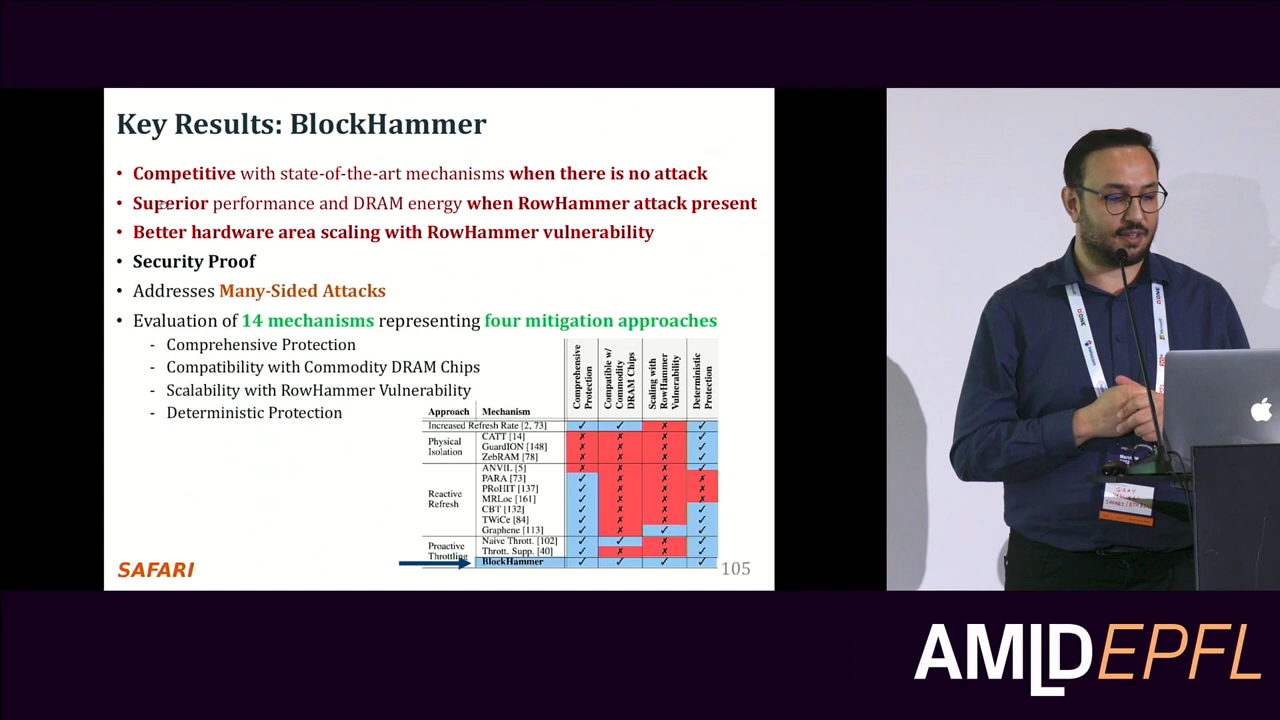 Key Results: BlockHammer
• Competitive with state-of-the-art mechanisms when there is no attack
• Superior performance and DRAM energy when RowHammer attack present
• Better hardware area scaling with RowHammer vulnerability
• Security Proof
• Addresses Many-Sided Attacks
• Evaluation of 14 mechanisms representing four mitigation approaches
- Comprehensive Protection
- Compatibility with Commodity DRAM Chips
- Scalability with RowHammer Vulnerability
- Deterministic Protection
Comprehensive Protection
Compatible w/ Commodity DRAM Chips
Scaling with RowHammer Vulnerability
Deterministic Protection
Approach Mechanism
Increased Refresh Rate [2, 73] ✓ ✓ ✗ ✓
Physical Isolation
CATT [14] ✗ ✗ ✗ ✓
GuardION [148] ✗ ✗ ✗ ✓
ZebRAM [78] ✗ ✗ ✗ ✓
Reactive Refresh
ANVIL [5] ✗ ✗ ✗ ✓
PARA [73] ✓ ✗ ✗ ✗
PRoHIT [137] ✓ ✗ ✗ ✗
MRLoc [161] ✓ ✗ ✗ ✗
CBT [132] ✓ ✗ ✗ ✓
TWiCe [84] ✓ ✗ ✗ ✓
Graphene [113] ✓ ✗ ✓ ✓
Proactive Throttling
Naive Thrott. [102] ✓ ✓ ✗ ✓
Thrott. Supp. [40] ✓ ✗ ✗ ✓
BlockHammer ✓ ✓ ✓ ✓
SAFARI
105
AMLDEPFL